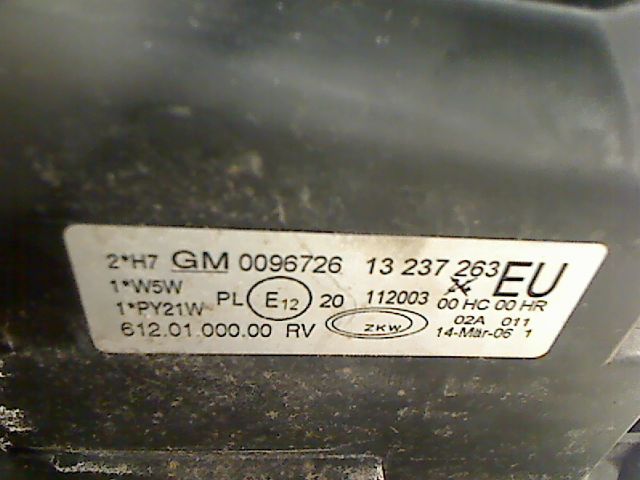 2*H7 GM 0096726 13 237 263 EU
1*W5W PL E12 20 112003 00 HC 00 HR
1*PY21W 02A 011
612.01.000.00 RV ZKW 14-Mär-06 1